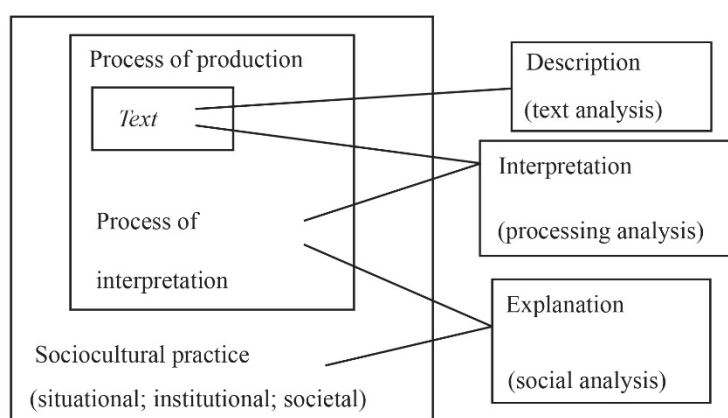 Process of production
Text
Process of
interpretation
Sociocultural practice
(situational; institutional; societal)
Description
(text analysis)
Interpretation
(processing analysis)
Explanation
(social analysis)